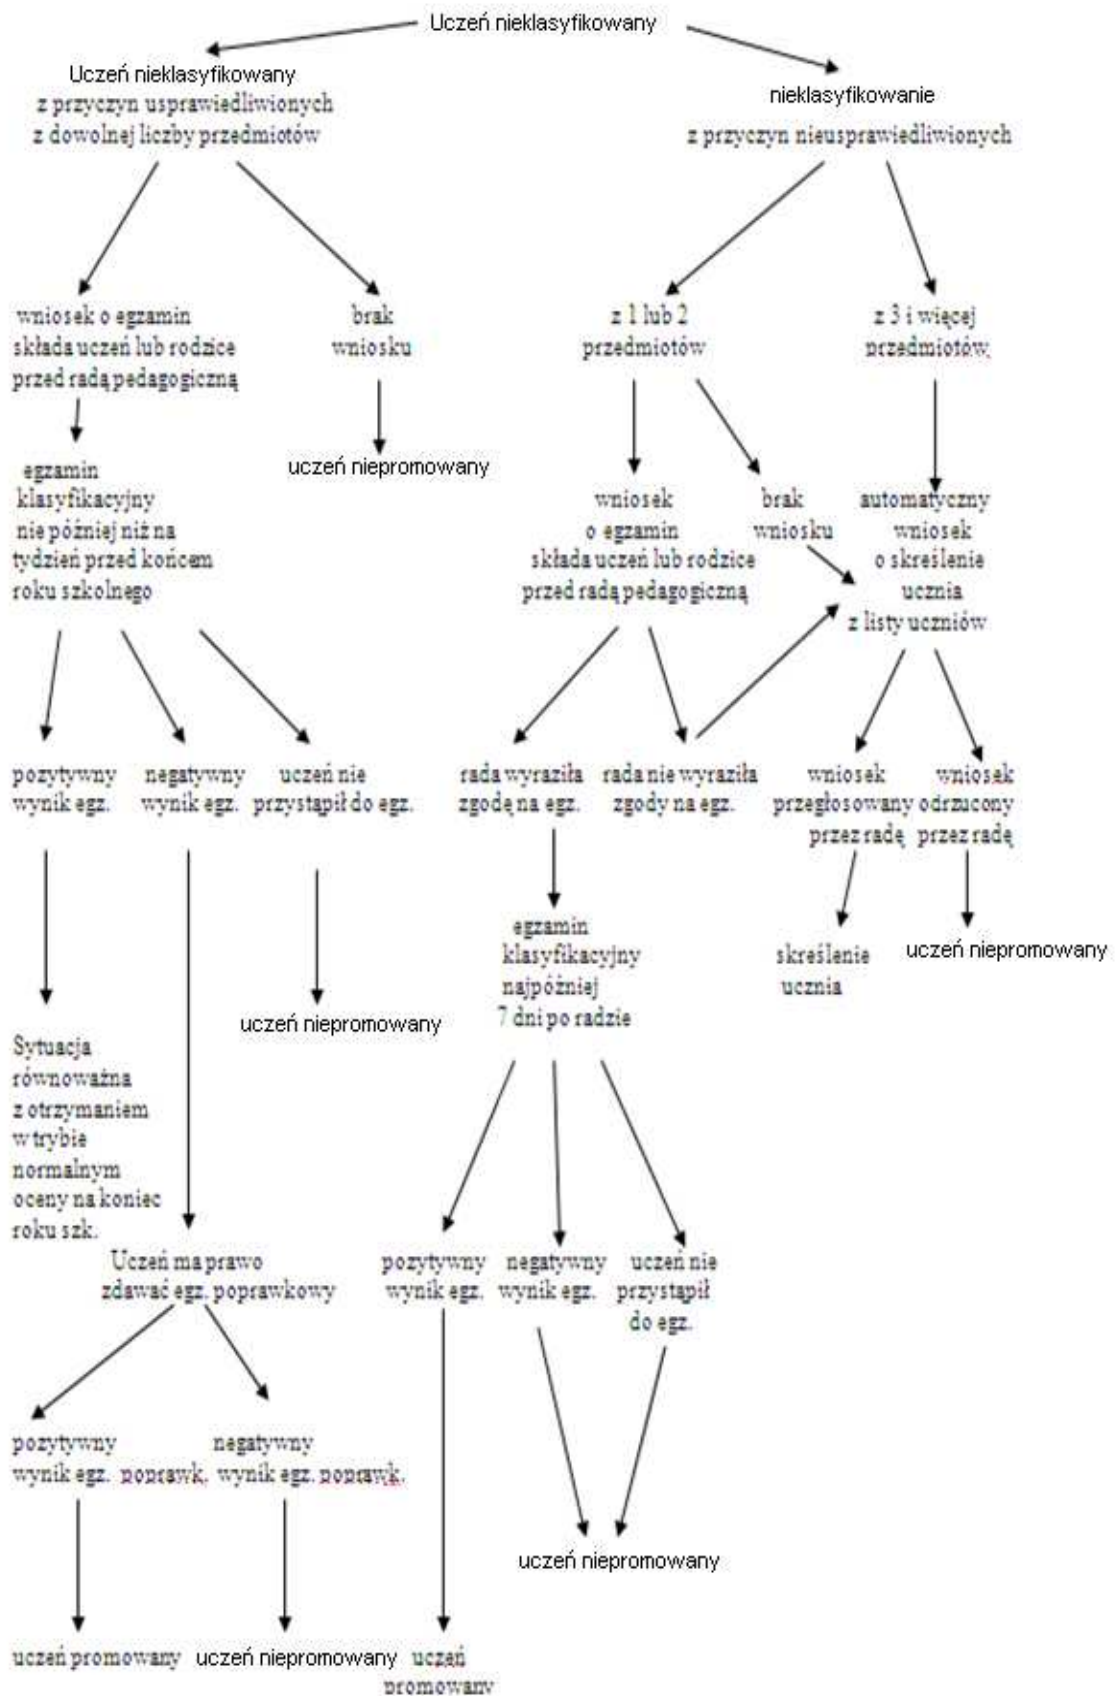 Uczeń nieklasyfikowany
Uczeń nieklasyfikowany
z przyczyn usprawiedliwionych
z dowolnej liczby przedmiotów
nieklasyfikowanie
z przyczyn nieusprawiedliwionych
wniosek o egzamin
składa uczeń lub rodzice
przed radą pedagogiczną
brak
wniosku
z 1 lub 2
przedmiotów
z 3 i więcej
przedmiotów,
uczeń niepromowany
egzamin
klasyfikacyjny
nie później niż na
tydzień przed końcem
roku szkolnego
wniosek
o egzamin
składa uczeń lub rodzice
przed radą pedagogiczną
brak
wniosku
automatyczny
wniosek
o skreślenie
ucznia
z listy uczniów
pozytywny
wynik egz.
negatywny
wynik egz.
uczeń nie
przystąpił do egz.
rada wyraziła
zgodę na egz.
rada nie wyraziła
zgody na egz.
wniosek
przegłosowany
przez radę
wniosek
odrzucony
przez radę
egzamin
klasyfikacyjny
najpóźniej
7 dni po radzie
skreślenie
ucznia
uczeń niepromowany
uczeń niepromowany
Sytuacja
równoważna
z otrzymaniem
w trybie
normalnym
oceny na koniec
roku szk.
Uczeń ma prawo
zdawać egz. poprawkowy
pozytywny
wynik egz.
negatywny
wynik egz.
uczeń nie
przystąpił
do egz.
pozytywny
wynik egz. poprawk.
negatywny
wynik egz. poprawk.
uczeń niepromowany
uczeń promowany
uczeń niepromowany
uczeń
promowany